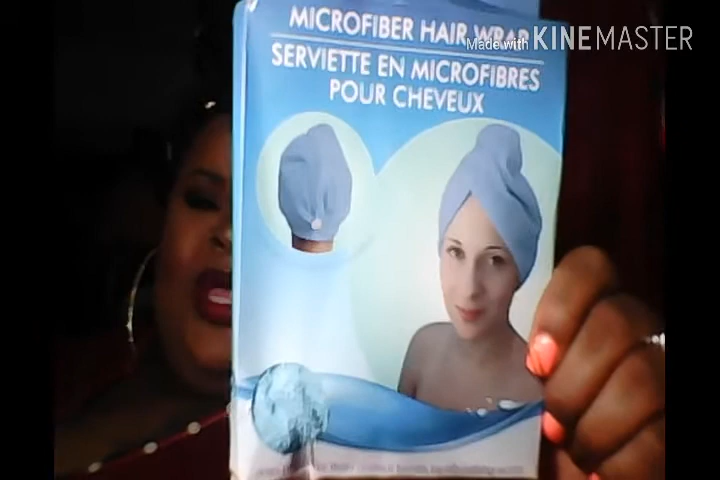 MICROFIBER HAIR WRAP
Made with KINEMASTER
SERVIETTE EN MICROFIBRES
POUR CHEVEUX